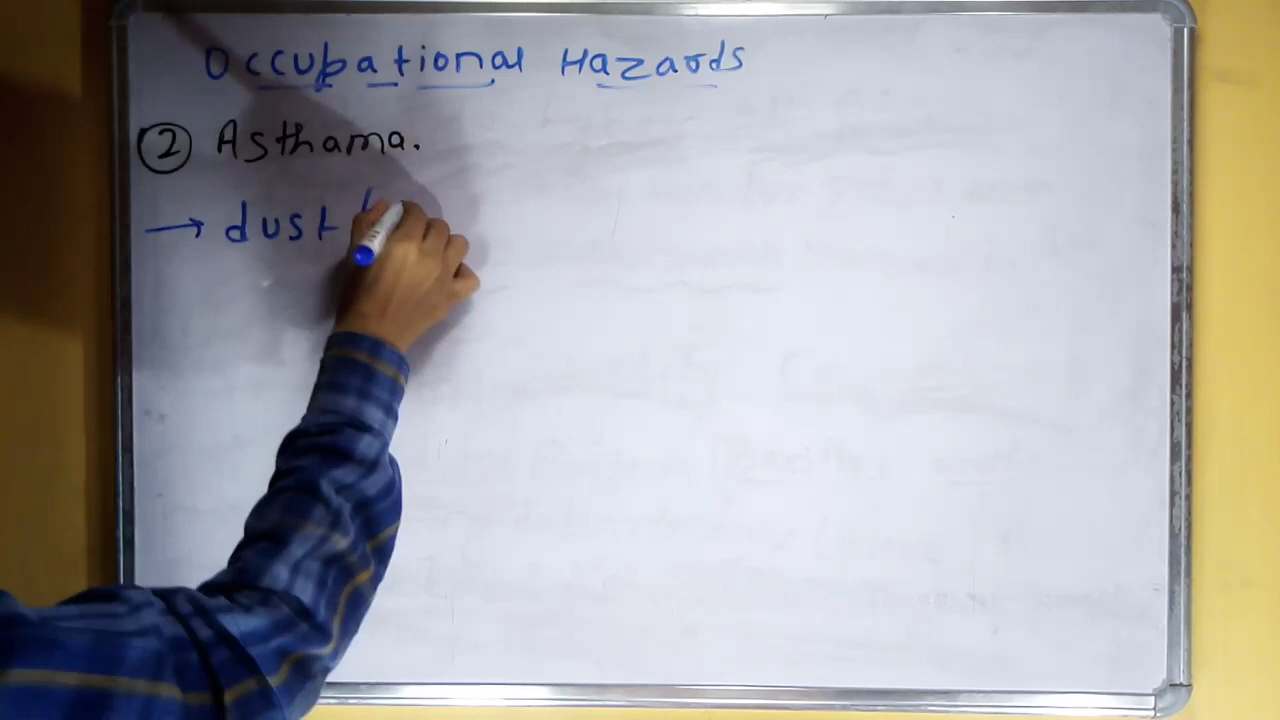 Occupational Hazards
② Asthama.
→ dust